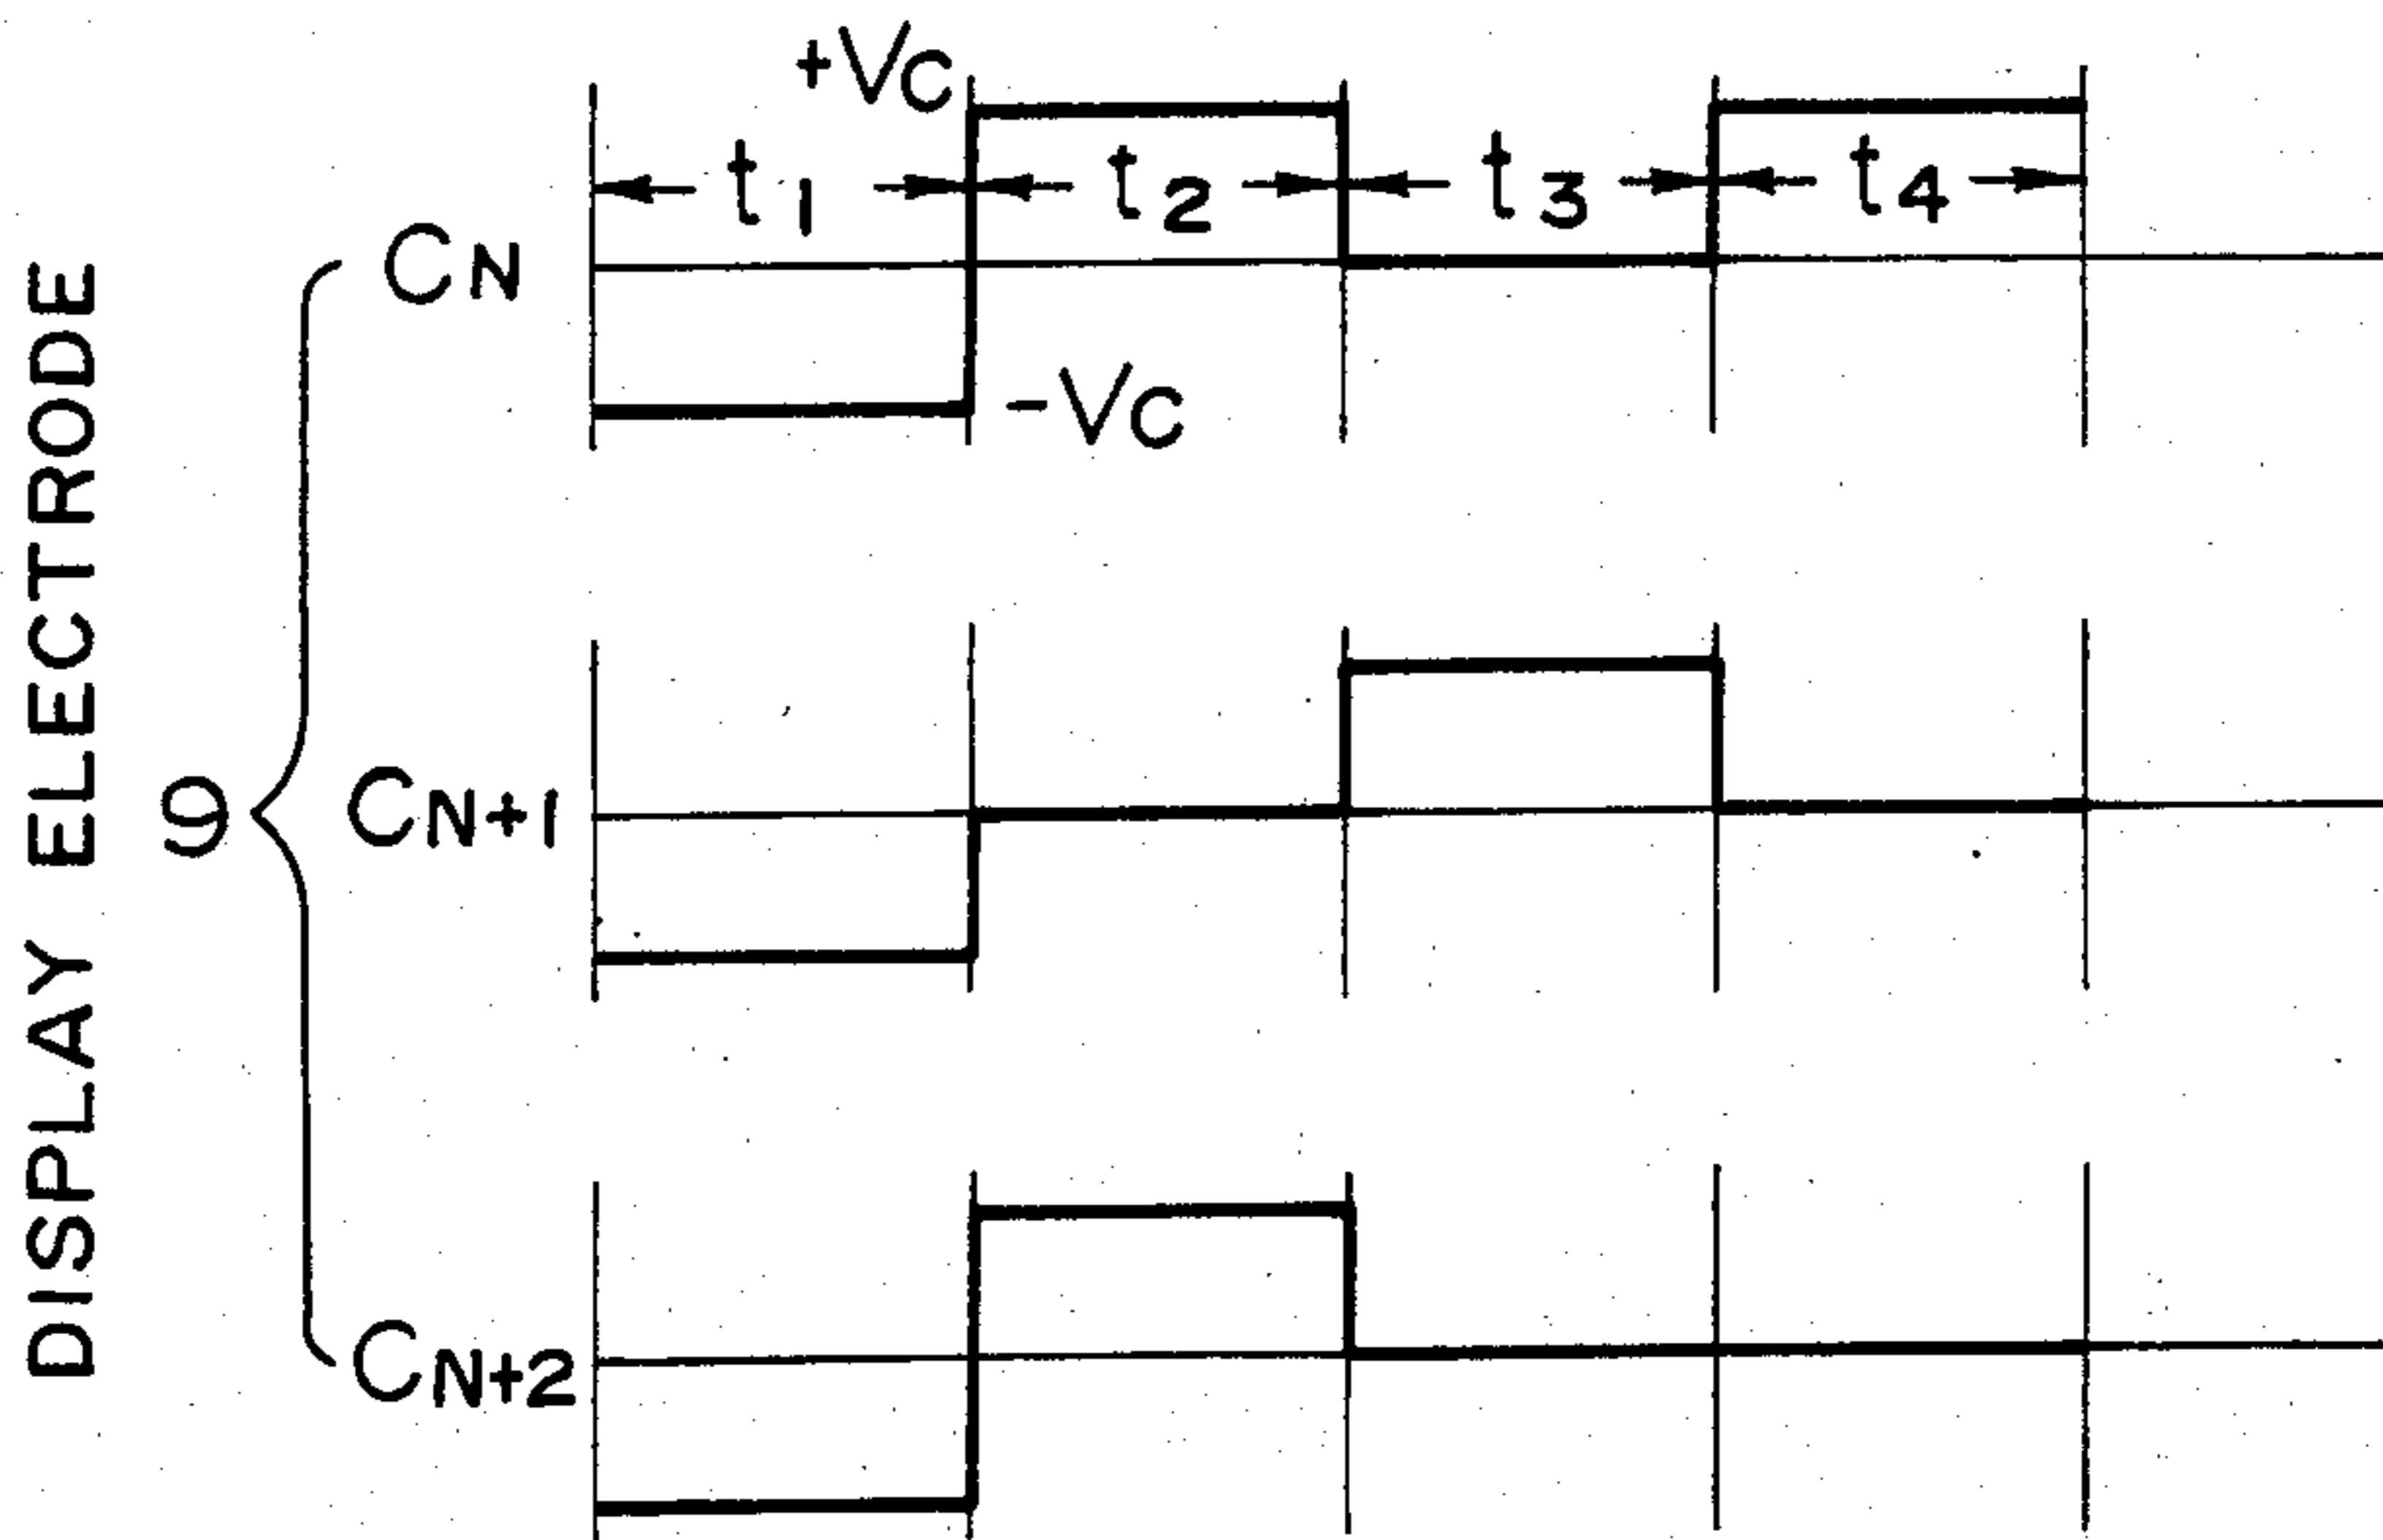 DISPLAY ELECTRODE
9
+Vc
t1 t2 t3 t4
CN
-Vc
CN+1
CN+2